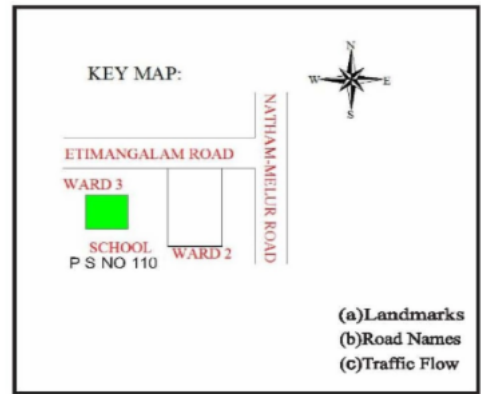 N
KEY MAP:
W
E
S
NATHAM-MELUR ROAD
ETIMANGALAM ROAD
WARD 3
SCHOOL
WARD 2
P S NO 110
(a)Landmarks
(b)Road Names
(c)Traffic Flow